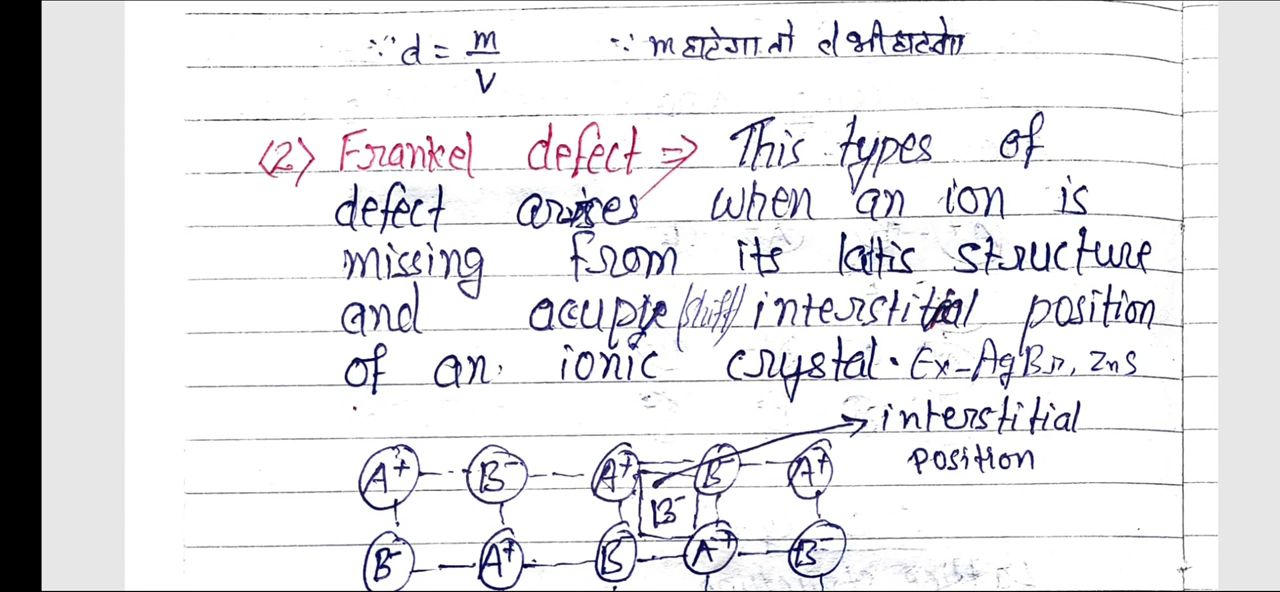 ∵ d = m/V ∵ m घटेगा तो d भी घटेगा
(2) Frankel defect ⇒ This types of
defect arises when an ion is
missing from its lattis structure
and acupye (shift) interstitial position
of an ionic crystal. Ex-AgBr, ZnS
→ interstitial
position
A+ B- A+ B- A+
B-
B- A+ B- A+ B-